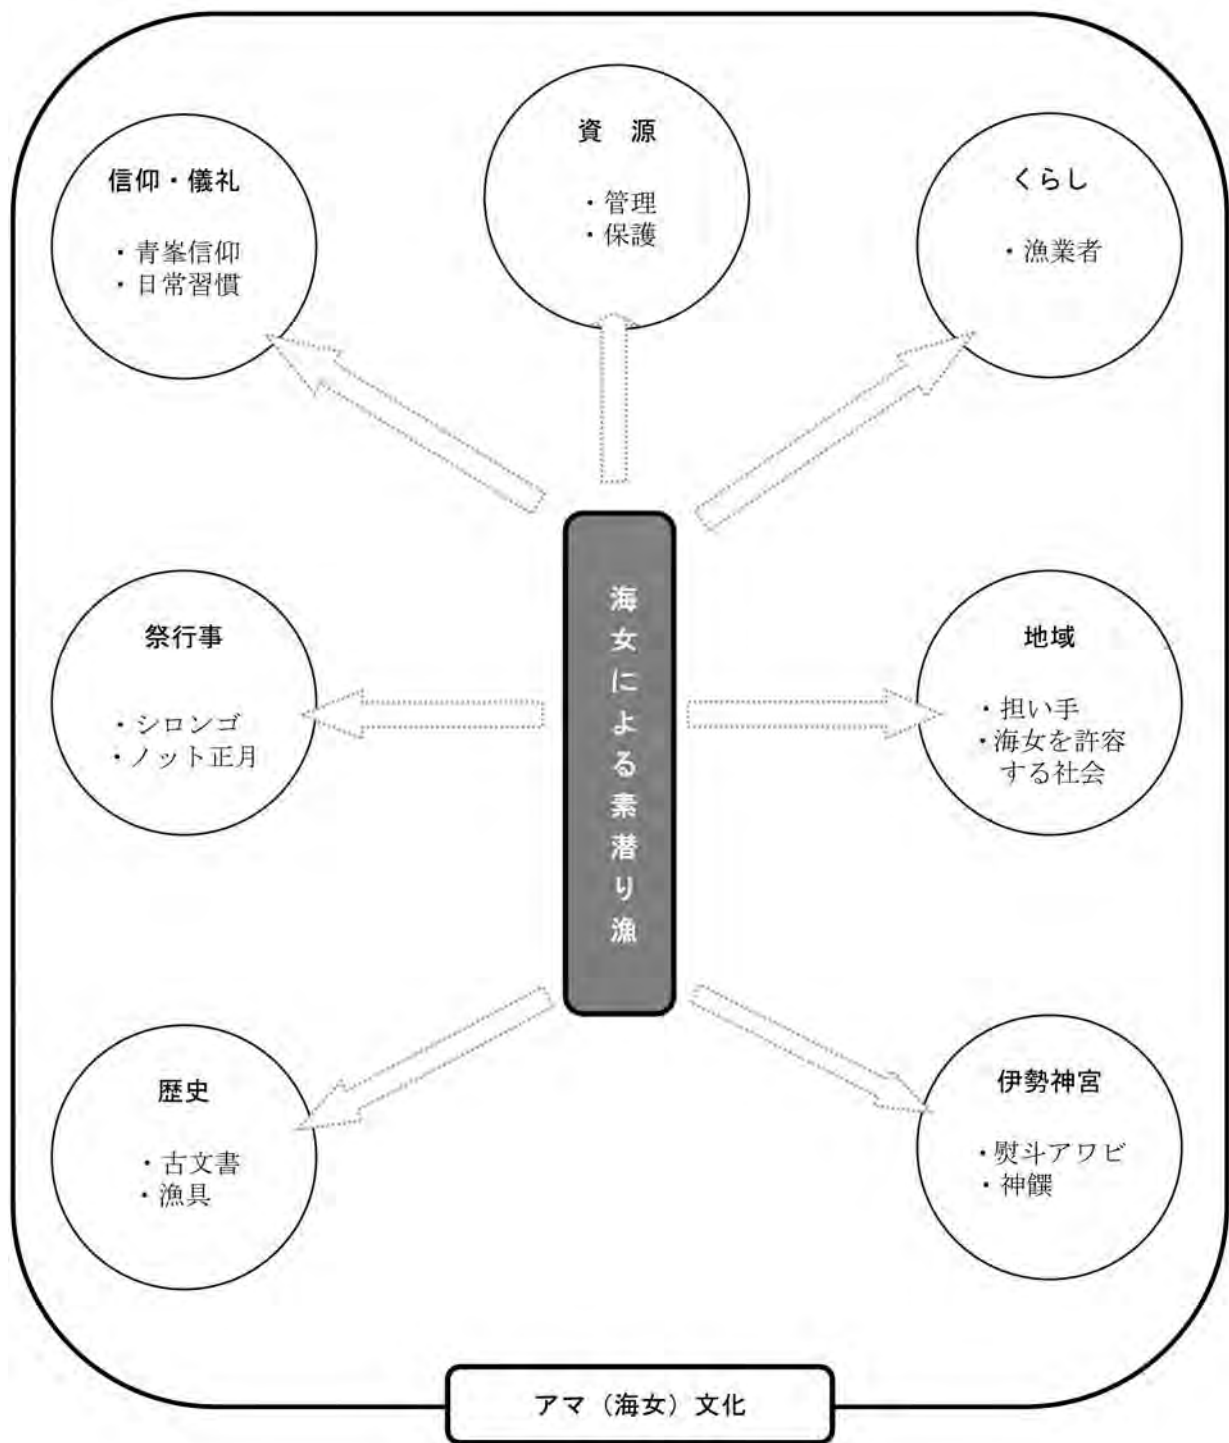 資 源
・管理
・保護
信仰・儀礼
・青峯信仰
・日常習慣
くらし
・漁業者
海女による素潜り漁
祭行事
・シロンゴ
・ノット正月
地域
・担い手
・海女を許容
する社会
歴史
・古文書
・漁具
伊勢神宮
・熨斗アワビ
・神饌
アマ（海女）文化